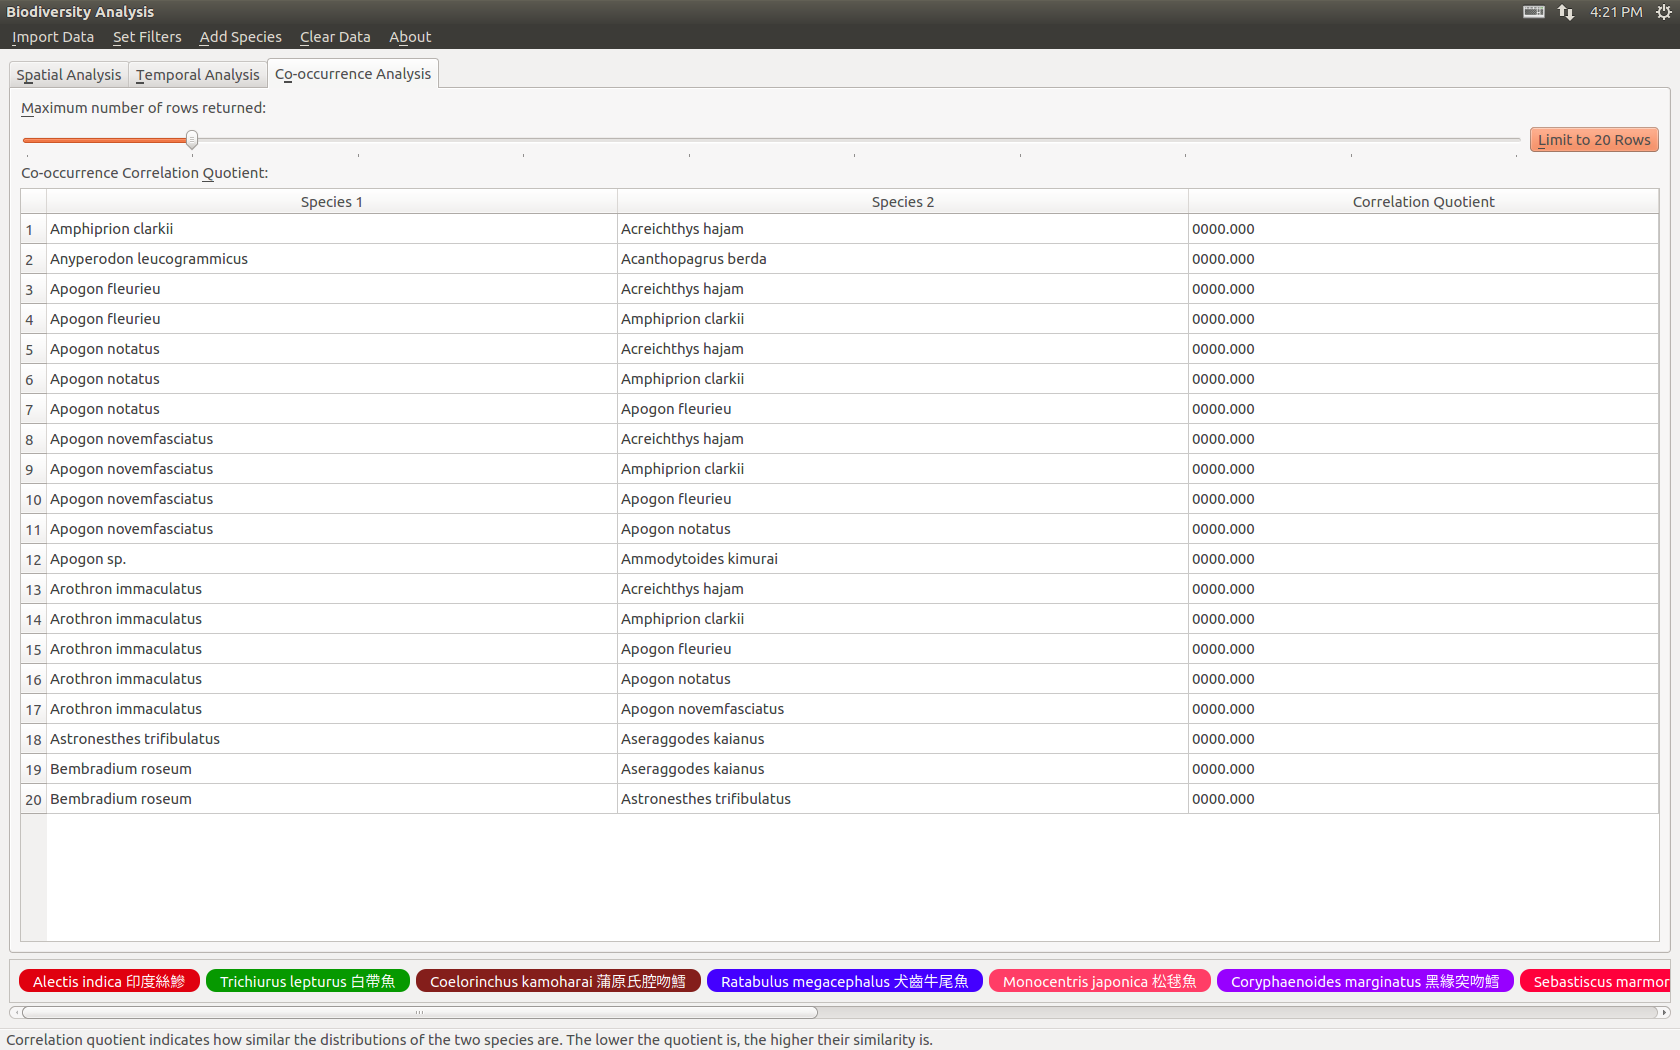 Biodiversity Analysis 4:21 PM
Import Data Set Filters Add Species Clear Data About
Spatial Analysis Temporal Analysis Co-occurrence Analysis
Maximum number of rows returned:
Limit to 20 Rows
Co-occurrence Correlation Quotient:
Species 1 Species 2 Correlation Quotient
1 Amphiprion clarkii Acreichthys hajam 0000.000
2 Anyperodon leucogrammicus Acanthopagrus berda 0000.000
3 Apogon fleurieu Acreichthys hajam 0000.000
4 Apogon fleurieu Amphiprion clarkii 0000.000
5 Apogon notatus Acreichthys hajam 0000.000
6 Apogon notatus Amphiprion clarkii 0000.000
7 Apogon notatus Apogon fleurieu 0000.000
8 Apogon novemfasciatus Acreichthys hajam 0000.000
9 Apogon novemfasciatus Amphiprion clarkii 0000.000
10 Apogon novemfasciatus Apogon fleurieu 0000.000
11 Apogon novemfasciatus Apogon notatus 0000.000
12 Apogon sp. Ammodytoides kimurai 0000.000
13 Arothron immaculatus Acreichthys hajam 0000.000
14 Arothron immaculatus Amphiprion clarkii 0000.000
15 Arothron immaculatus Apogon fleurieu 0000.000
16 Arothron immaculatus Apogon notatus 0000.000
17 Arothron immaculatus Apogon novemfasciatus 0000.000
18 Astronesthes trifibulatus Aseraggodes kaianus 0000.000
19 Bembradium roseum Aseraggodes kaianus 0000.000
20 Bembradium roseum Astronesthes trifibulatus 0000.000
Alectis indica 印度絲鰺 Trichiurus lepturus 白帶魚 Coelorinchus kamoharai 蒲原氏腔吻鱈 Ratabulus megacephalus 犬齒牛尾魚 Monocentris japonica 松毬魚 Coryphaenoides marginatus 黑緣突吻鱈 Sebastiscus marmor
Correlation quotient indicates how similar the distributions of the two species are. The lower the quotient is, the higher their similarity is.